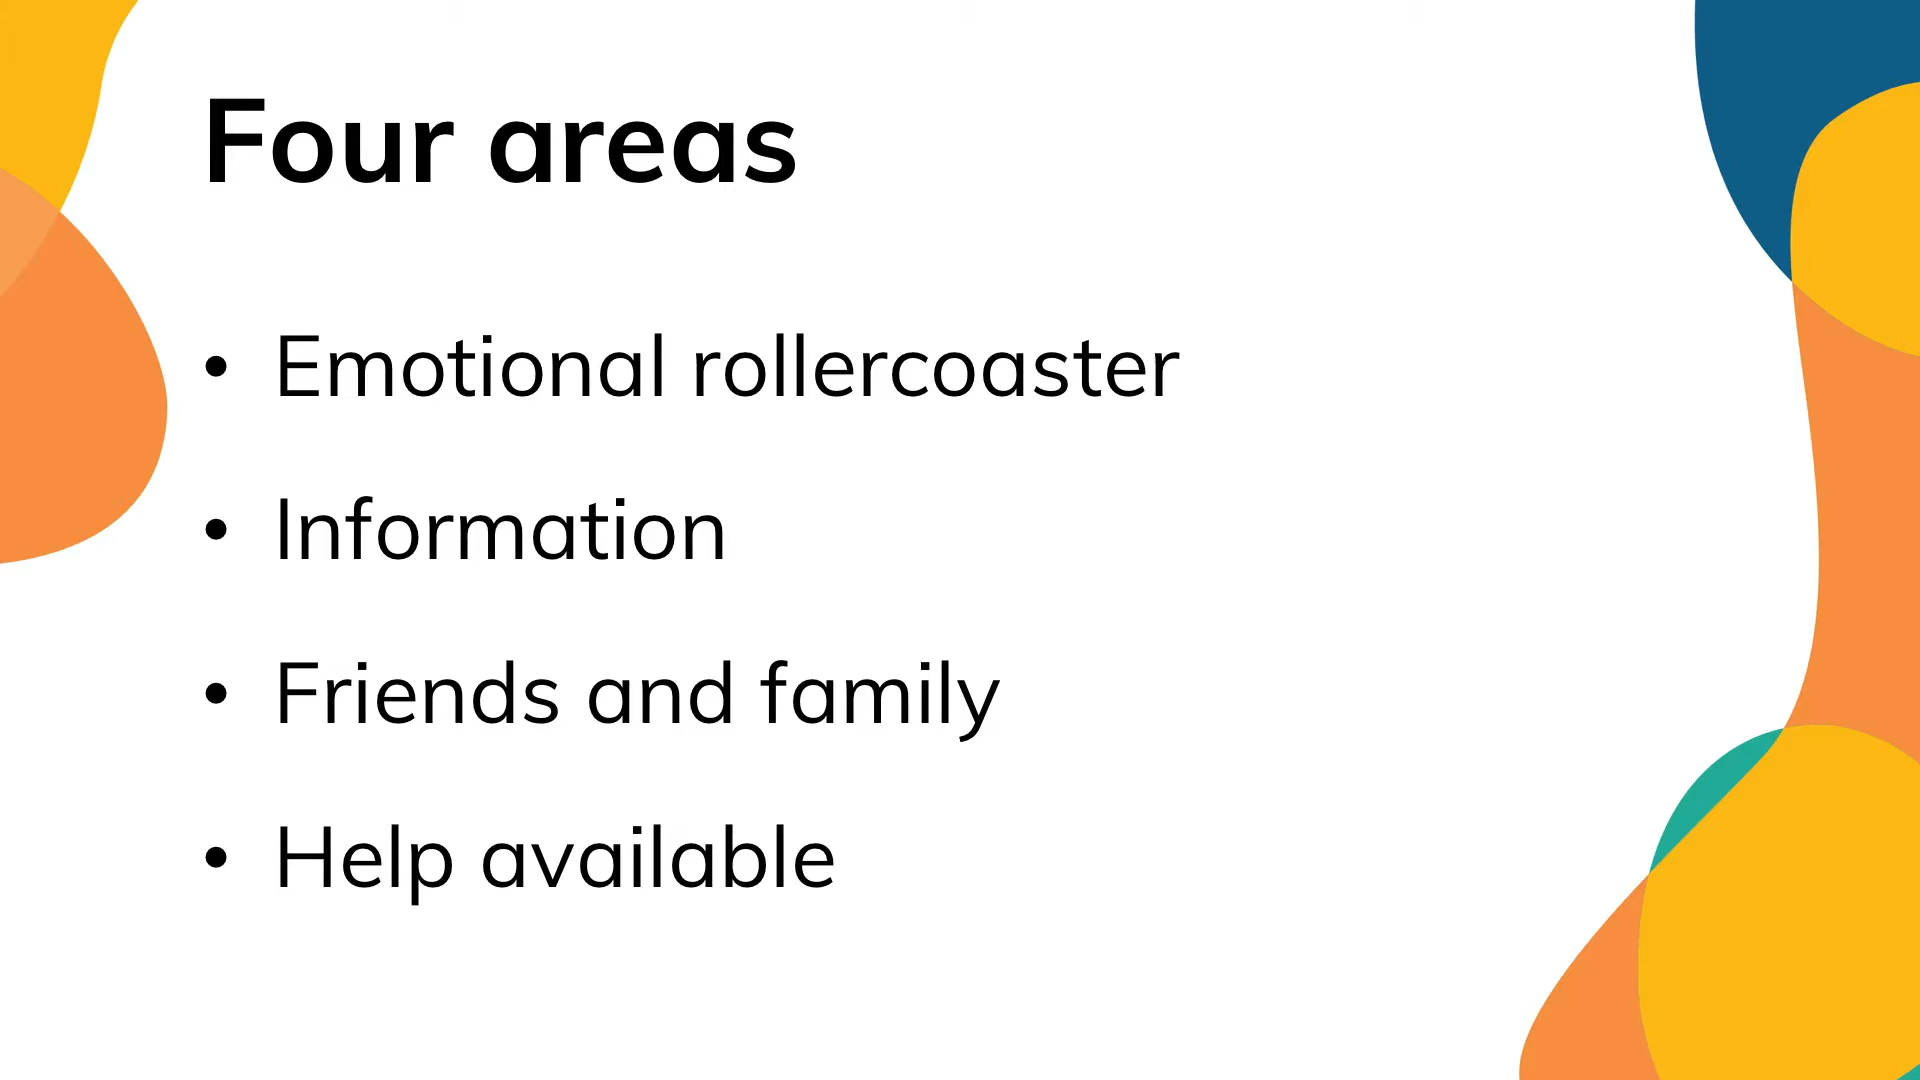 Four areas
• Emotional rollercoaster
• Information
• Friends and family
• Help available